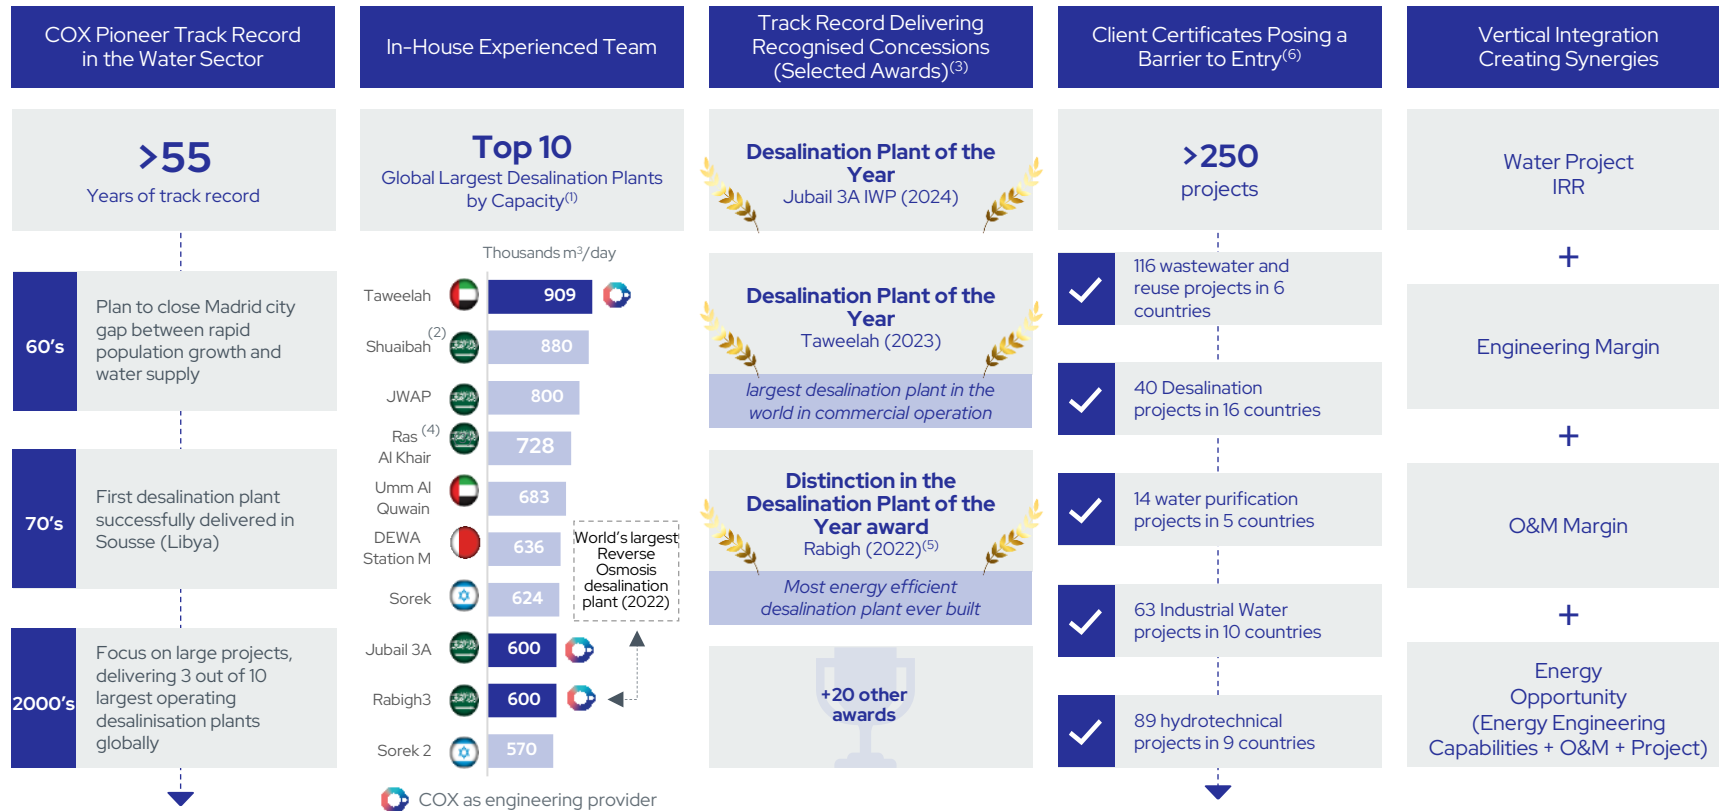 COX Pioneer Track Record
in the Water Sector
>55
Years of track record
60's
Plan to close Madrid city
gap between rapid
population growth and
water supply
70's
First desalination plant
successfully delivered in
Sousse (Libya)
2000's
Focus on large projects,
delivering 3 out of 10
largest operating
desalinisation plants
globally
In-House Experienced Team
Top 10
Global Largest Desalination Plants
by Capacity(1)
Thousands m³/day
Taweelah 909
Shuaibah(2) 880
JWAP 800
Ras (4)
Al Khair 728
Umm Al
Quwain 683
DEWA
Station M 636
Sorek 624
Jubail 3A 600
Rabigh3 600
Sorek 2 570
World's largest
Reverse
Osmosis
desalination
plant (2022)
COX as engineering provider
Track Record Delivering
Recognised Concessions
(Selected Awards)(3)
Desalination Plant of the
Year
Jubail 3A IWP (2024)
Desalination Plant of the
Year
Taweelah (2023)
largest desalination plant in the
world in commercial operation
Distinction in the
Desalination Plant of the
Year award
Rabigh (2022)(5)
Most energy efficient
desalination plant ever built
+20 other
awards
Client Certificates Posing a
Barrier to Entry(6)
>250
projects
116 wastewater and
reuse projects in 6
countries
40 Desalination
projects in 16 countries
14 water purification
projects in 5 countries
63 Industrial Water
projects in 10 countries
89 hydrotechnical
projects in 9 countries
Vertical Integration
Creating Synergies
Water Project
IRR
+
Engineering Margin
+
O&M Margin
+
Energy
Opportunity
(Energy Engineering
Capabilities + O&M + Project)